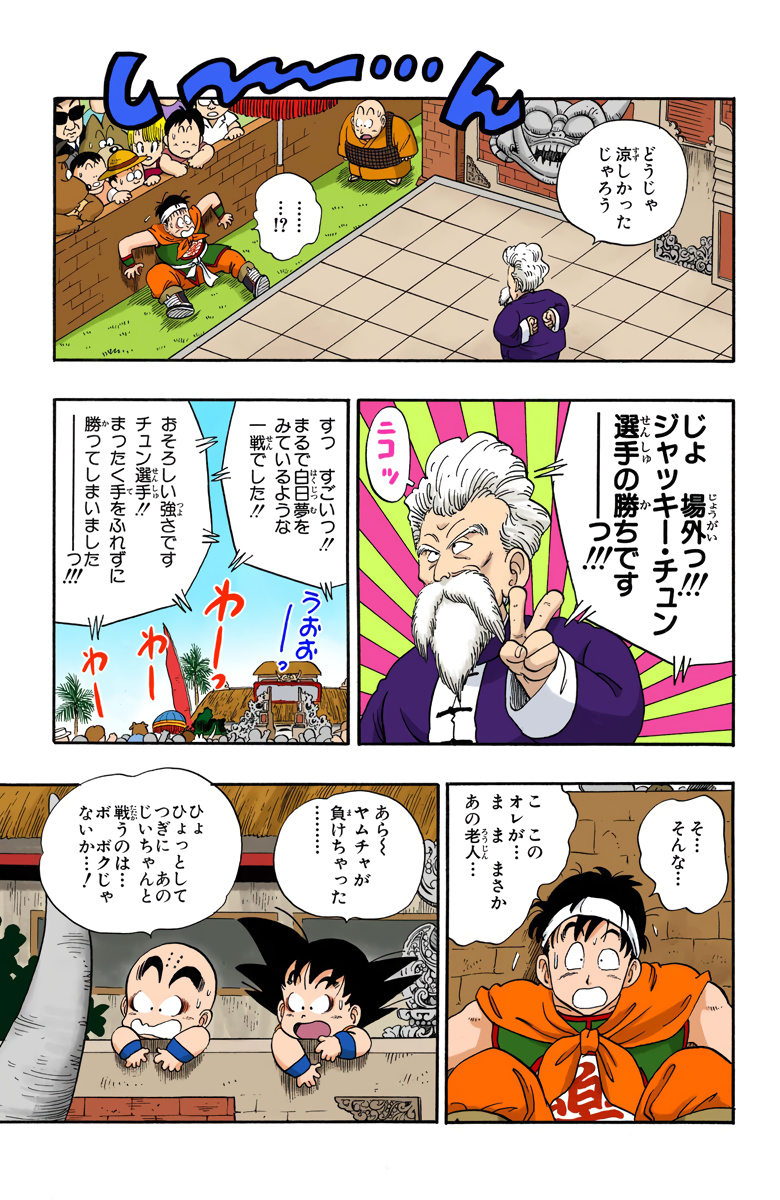 し～～…ん
どうじゃ
涼しかった
じゃろう
………
…!?
じょ　場外っ!!!
ジャッキー・チュン
選手の勝ちです
――――っ!!!
ニコッ
すっ　すごいっ!!
まるで白日夢を
みているような
一戦でした!!
おそろしい強さです
チュン選手!!
まったく手をふれずに
勝ってしまいました
――――っ!!!
うおおーっ
わーっ
わーー
わーー
そ…
そんな…
こ　この
オレが…
ま　ま　まさか
あの老人…
あら～
ヤムチャが
負けちゃった
………
ひょ
ひょっとして
つぎに　あの
じいちゃんと
戦うのは…
ボ　ボクじゃ
ないか…！